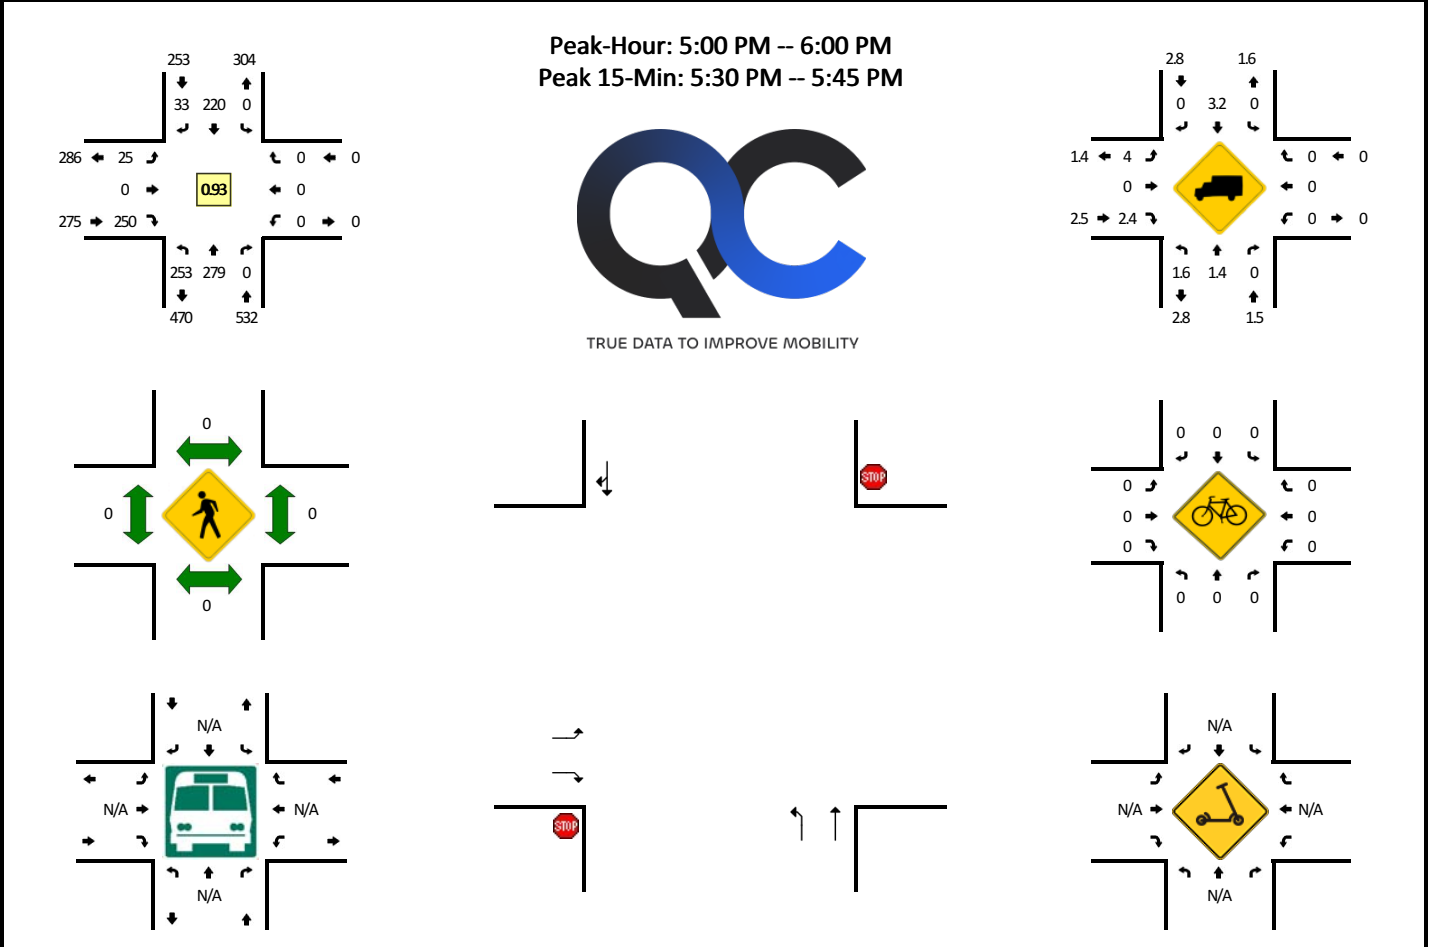 Peak-Hour: 5:00 PM -- 6:00 PM
Peak 15-Min: 5:30 PM -- 5:45 PM
253 304
33 220 0
286 25 0 0
0 0.93 0
275 250 0 0
253 279 0
470 532
TRUE DATA TO IMPROVE MOBILITY
2.8 1.6
0 3.2 0
1.4 4 0 0
0 0
2.5 2.4 0 0
1.6 1.4 0
2.8 1.5
0
0 0
0
STOP
STOP
0 0 0
0 0
0 0
0 0
0 0 0
N/A
N/A N/A
N/A
N/A
N/A N/A
N/A